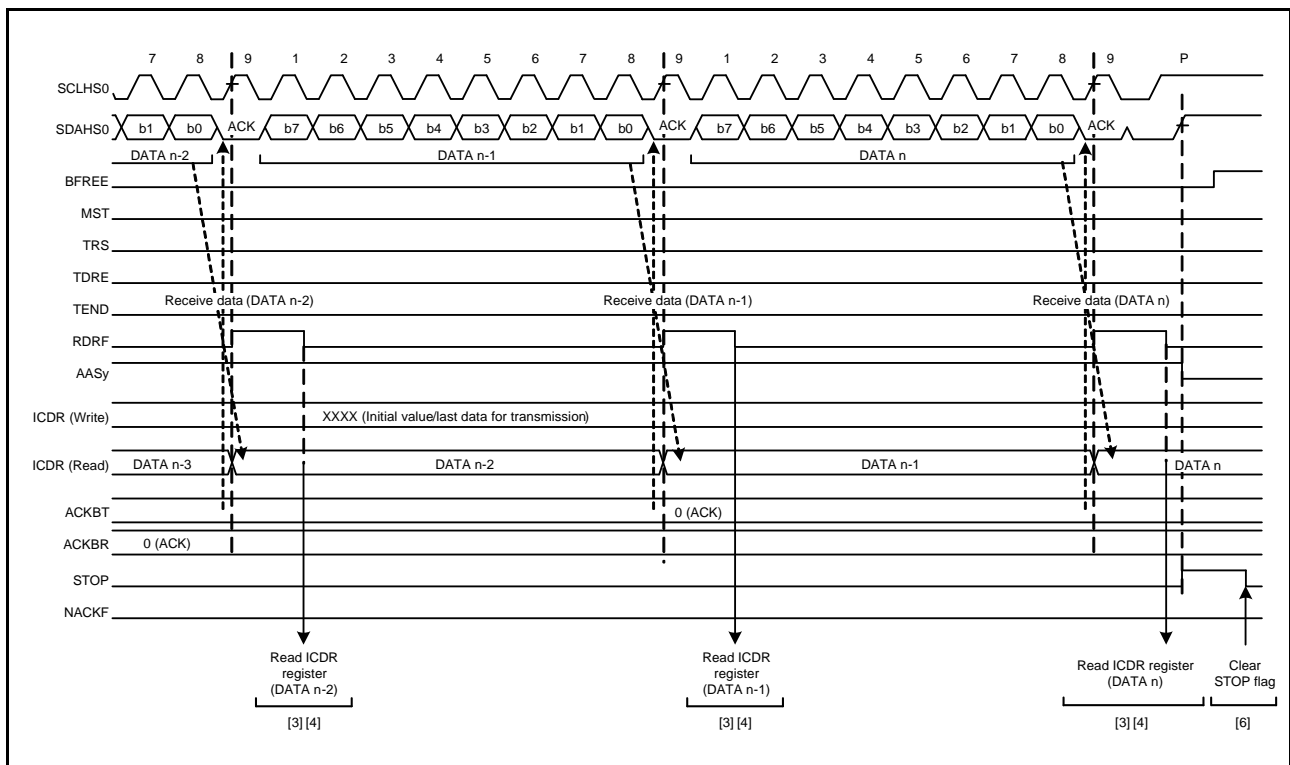 7 8 9 1 2 3 4 5 6 7 8 9 1 2 3 4 5 6 7 8 9 P
SCLHS0
SDAHS0 b1 b0 ACK b7 b6 b5 b4 b3 b2 b1 b0 ACK b7 b6 b5 b4 b3 b2 b1 b0 ACK
DATA n-2 DATA n-1 DATA n
BFREE
MST
TRS
TDRE
Receive data (DATA n-2) Receive data (DATA n-1) Receive data (DATA n)
TEND
RDRF
AASy
ICDR (Write) XXXX (Initial value/last data for transmission)
ICDR (Read) DATA n-3 DATA n-2 DATA n-1 DATA n
ACKBT 0 (ACK)
ACKBR 0 (ACK)
STOP
NACKF
Read ICDR register (DATA n-2)
[3] [4]
Read ICDR register (DATA n-1)
[3] [4]
Read ICDR register (DATA n)
[3] [4]
Clear STOP flag
[6]